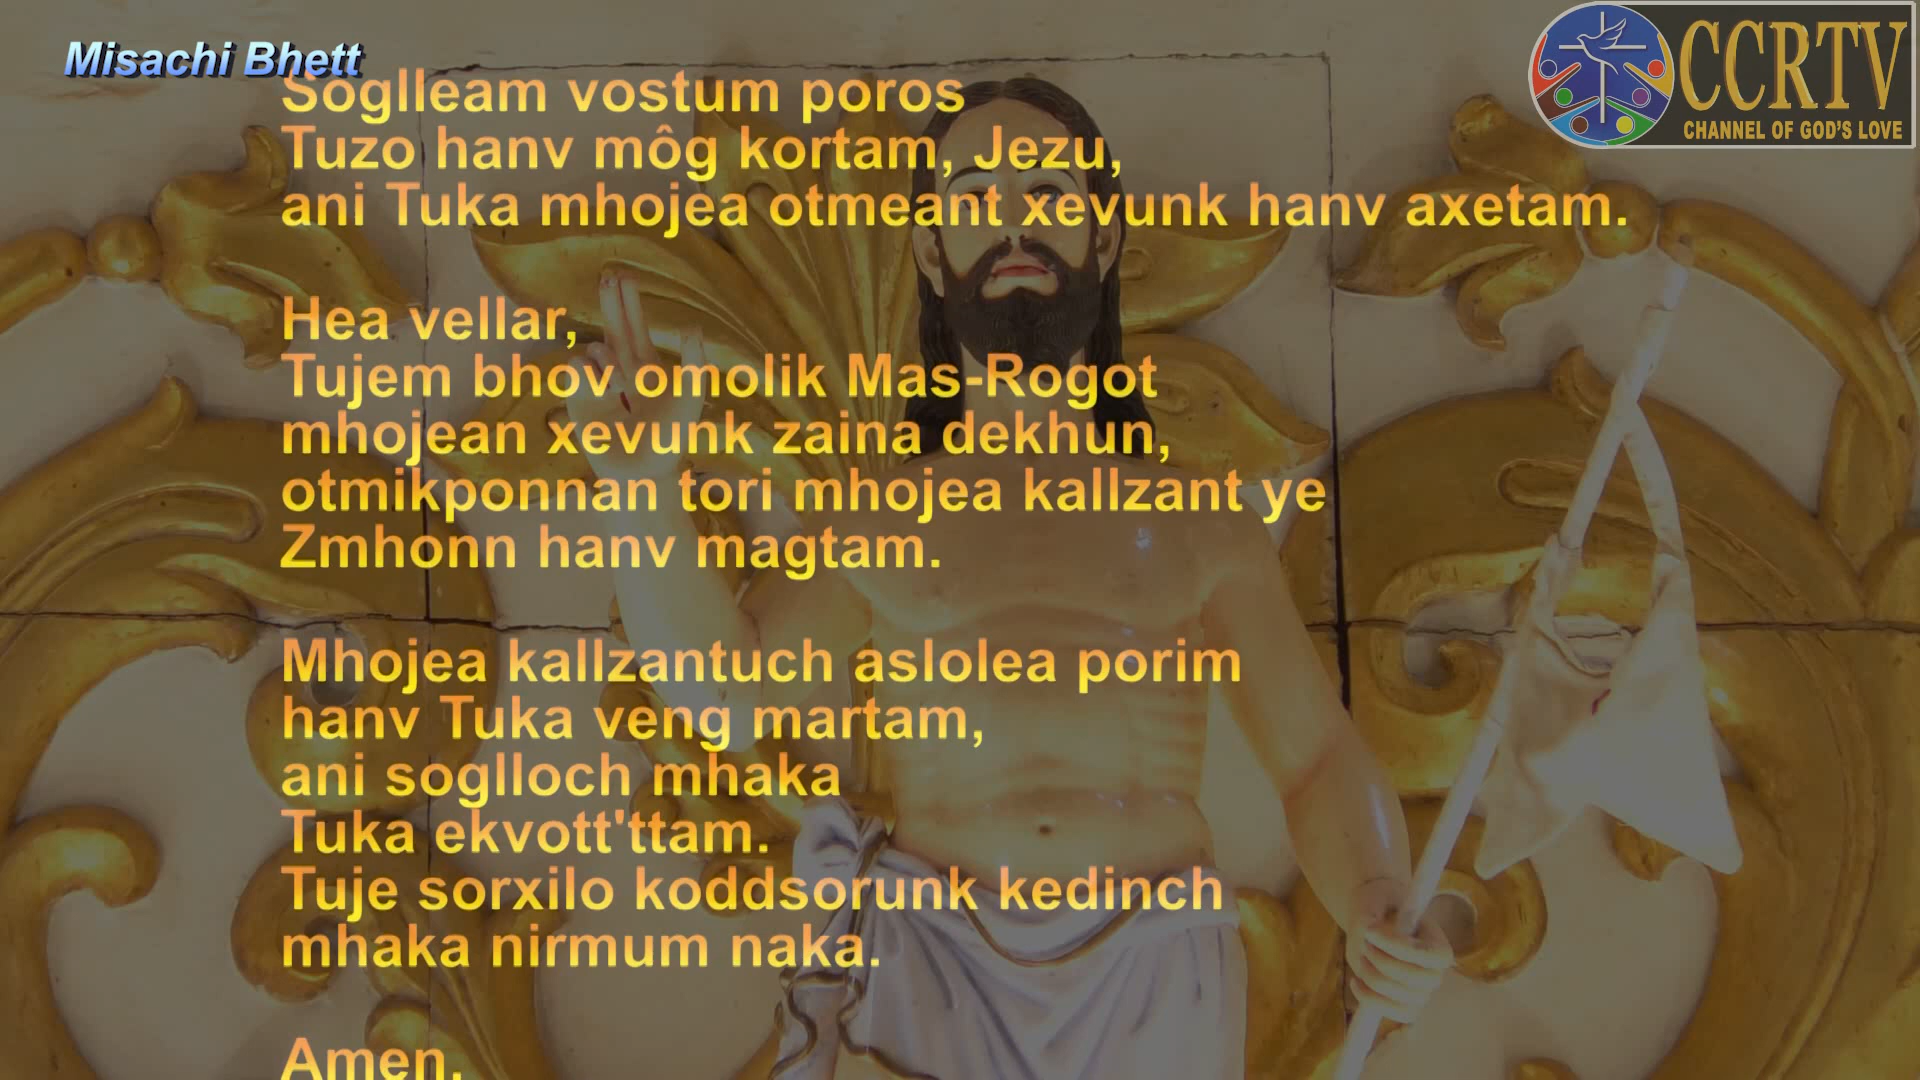 Misachi Bhett
CCRTV
CHANNEL OF GOD'S LOVE
Soglleam vostum poros
Tuzo hanv môg kortam, Jezu,
ani Tuka mhojea otmeant xevunk hanv axetam.
Hea vellar,
Tujem bhov omolik Mas-Rogot
mhojean xevunk zaina dekhun,
otmikponnan tori mhojea kallzant ye
Zmhonn hanv magtam.
Mhojea kallzantuch aslolea porim
hanv Tuka veng martam,
ani soglloch mhaka
Tuka ekvott'ttam.
Tuje sorxilo koddsorunk kedinch
mhaka nirmum naka.
Amen.